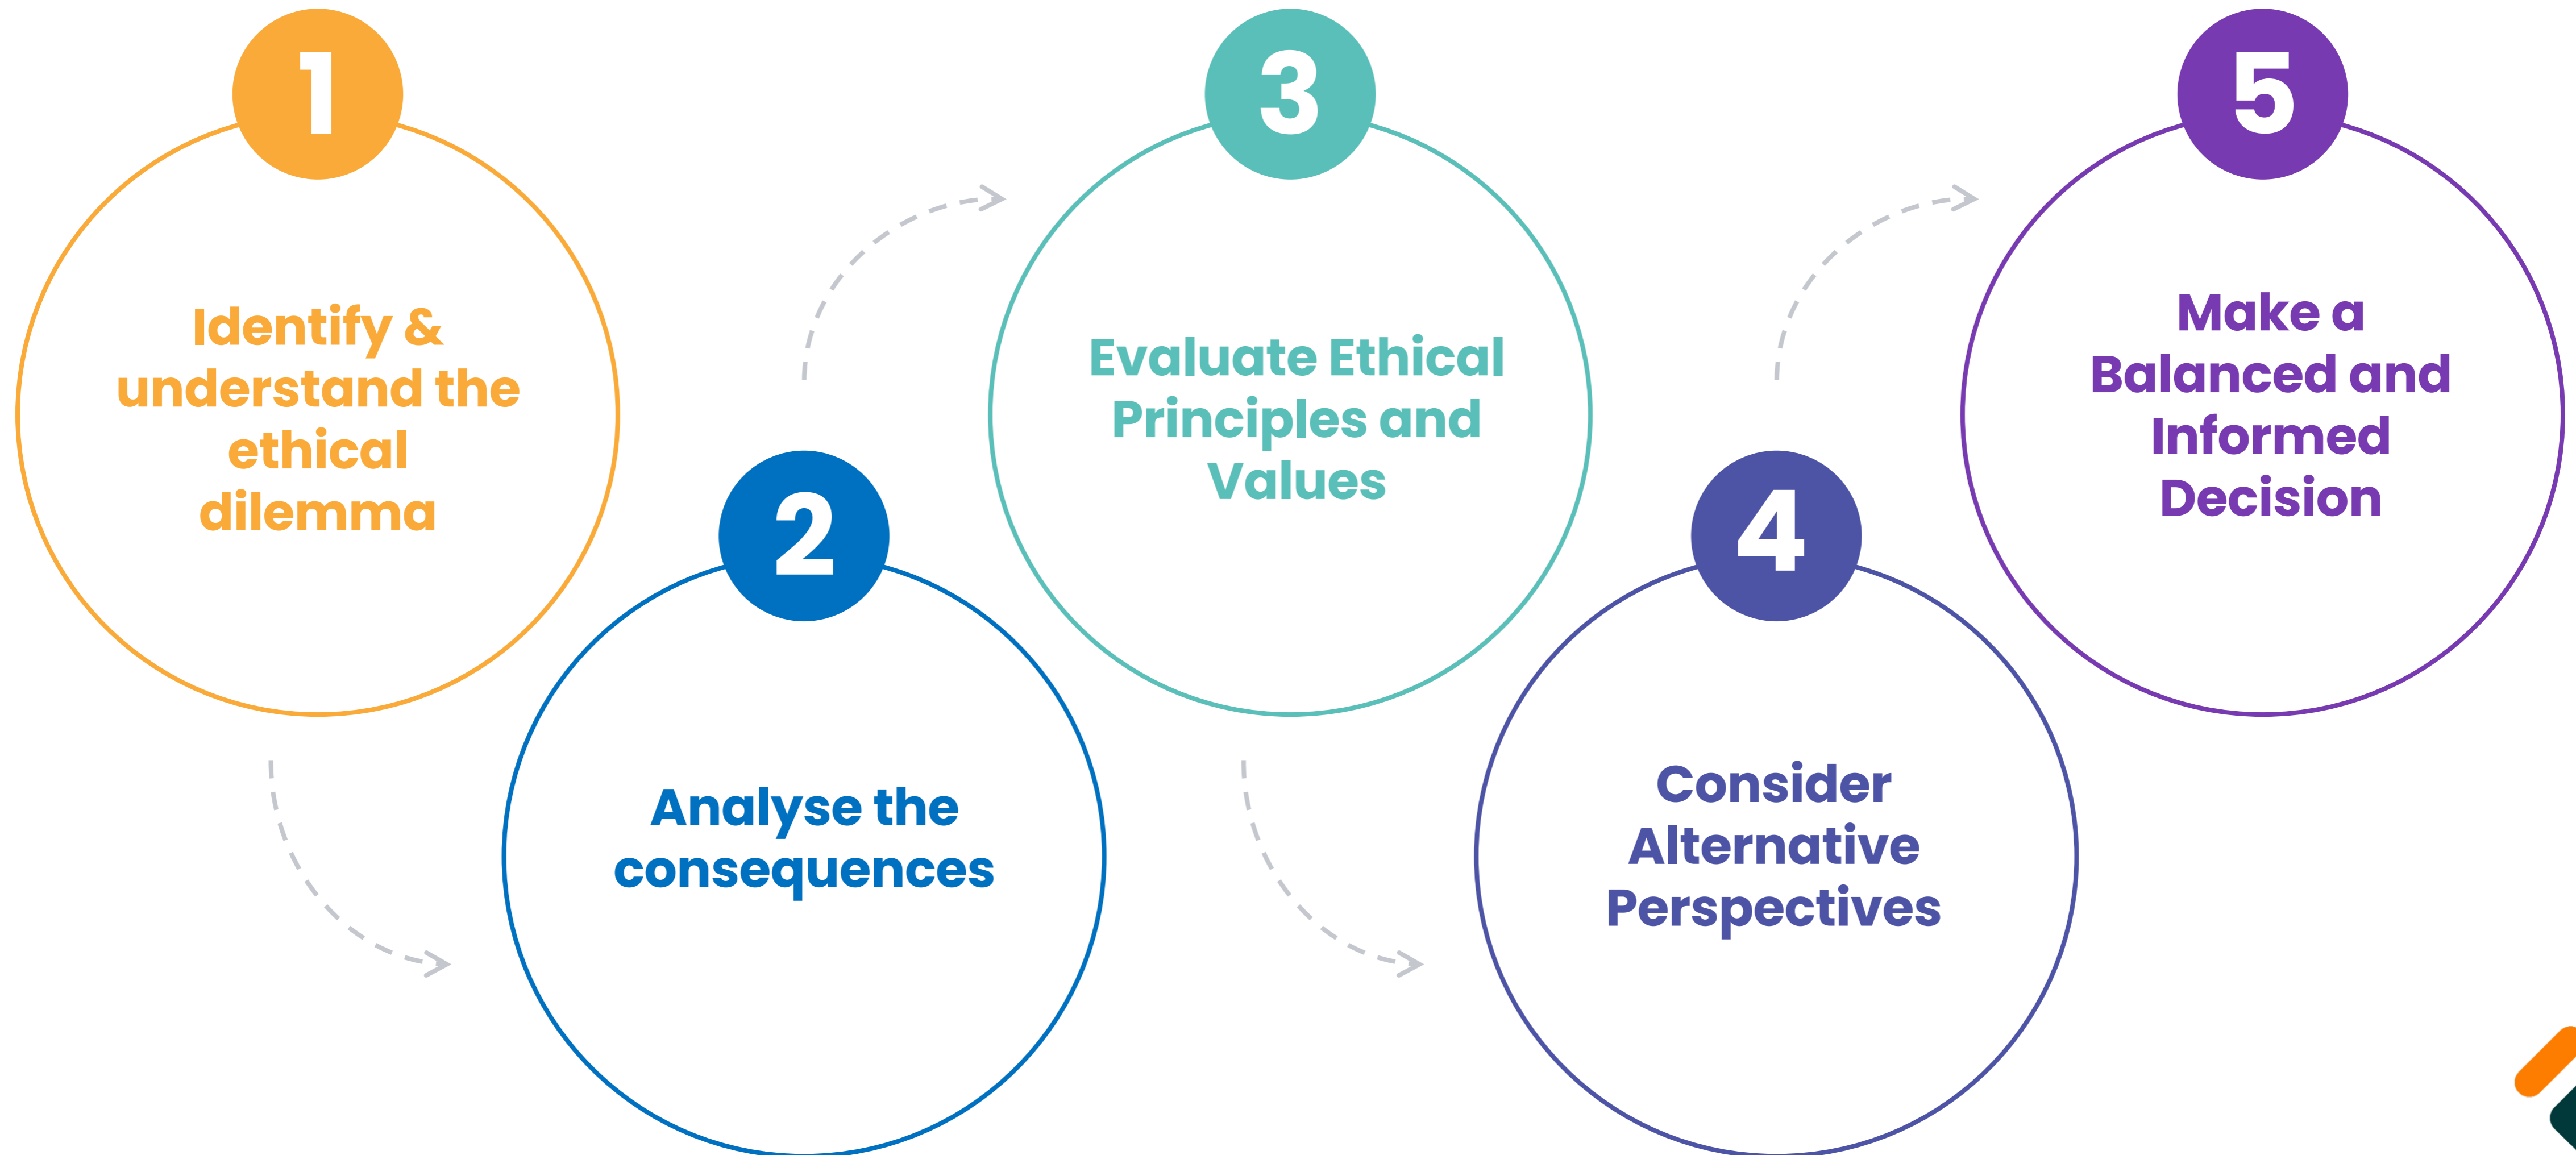 1
Identify &
understand the
ethical
dilemma
2
Analyse the
consequences
3
Evaluate Ethical
Principles and
Values
4
Consider
Alternative
Perspectives
5
Make a
Balanced and
Informed
Decision